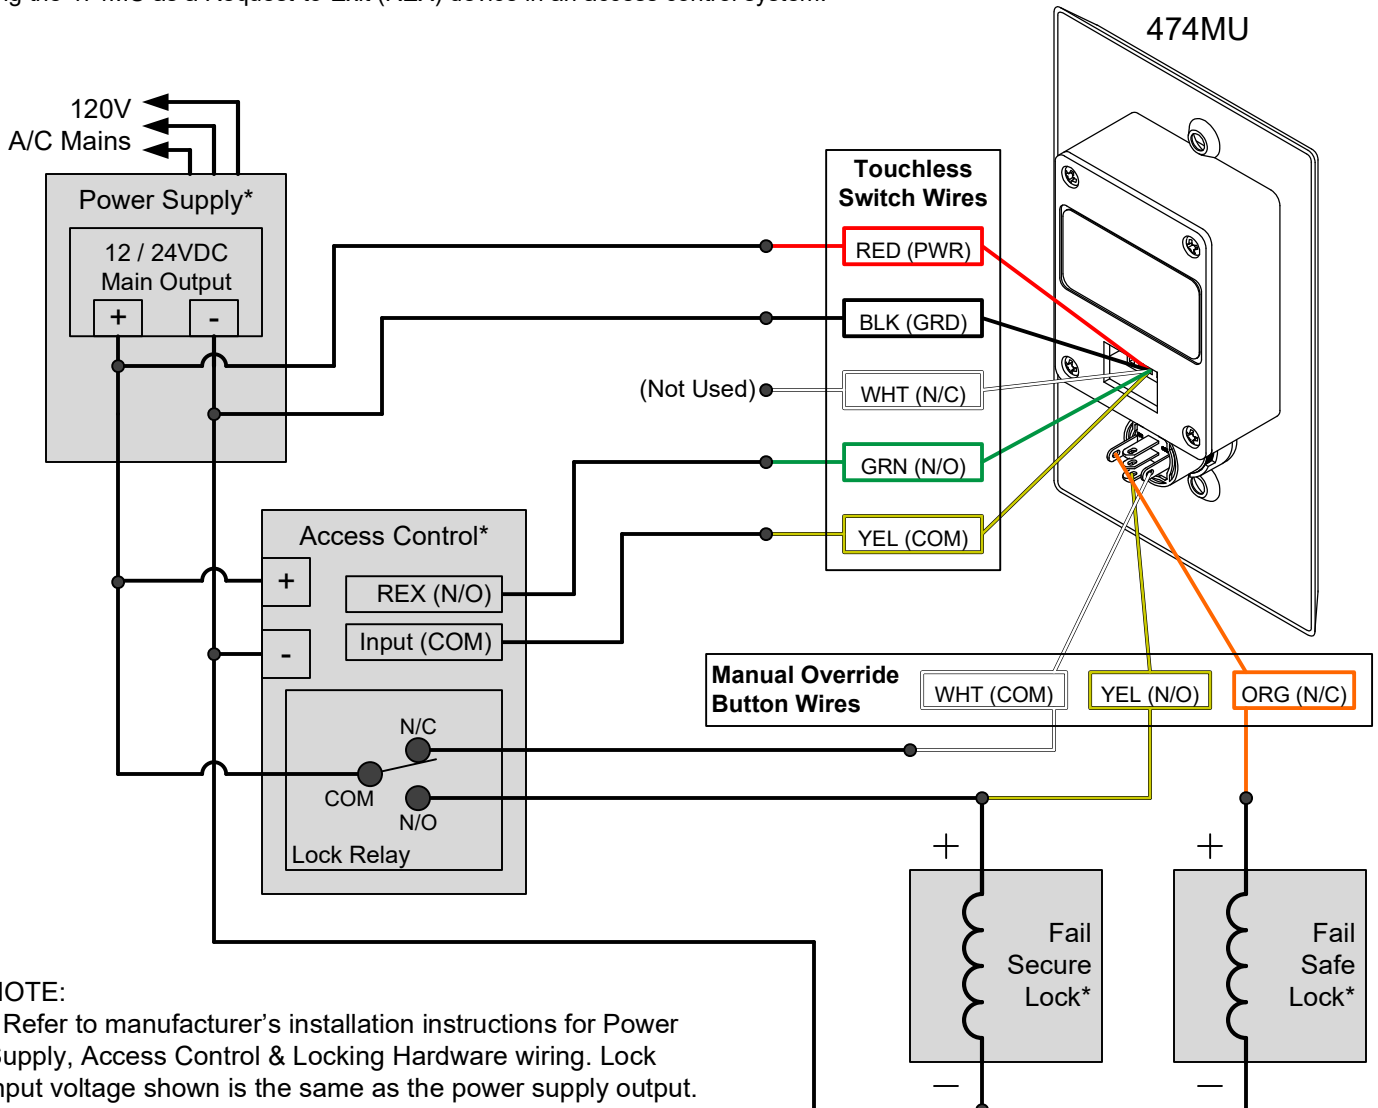 474MU
120V
A/C Mains
Power Supply*
12 / 24VDC
Main Output
+
-
Touchless
Switch Wires
RED (PWR)
BLK (GRD)
(Not Used)
WHT (N/C)
GRN (N/O)
YEL (COM)
Access Control*
+
REX (N/O)
Input (COM)
-
Manual Override
Button Wires
WHT (COM)
YEL (N/O)
ORG (N/C)
N/C
COM
N/O
Lock Relay
+
+
Fail
Secure
Lock*
Fail
Safe
Lock*
Refer to manufacturer's installation instructions for Power
Supply, Access Control & Locking Hardware wiring. Lock
input voltage shown is the same as the power supply output.
—
—